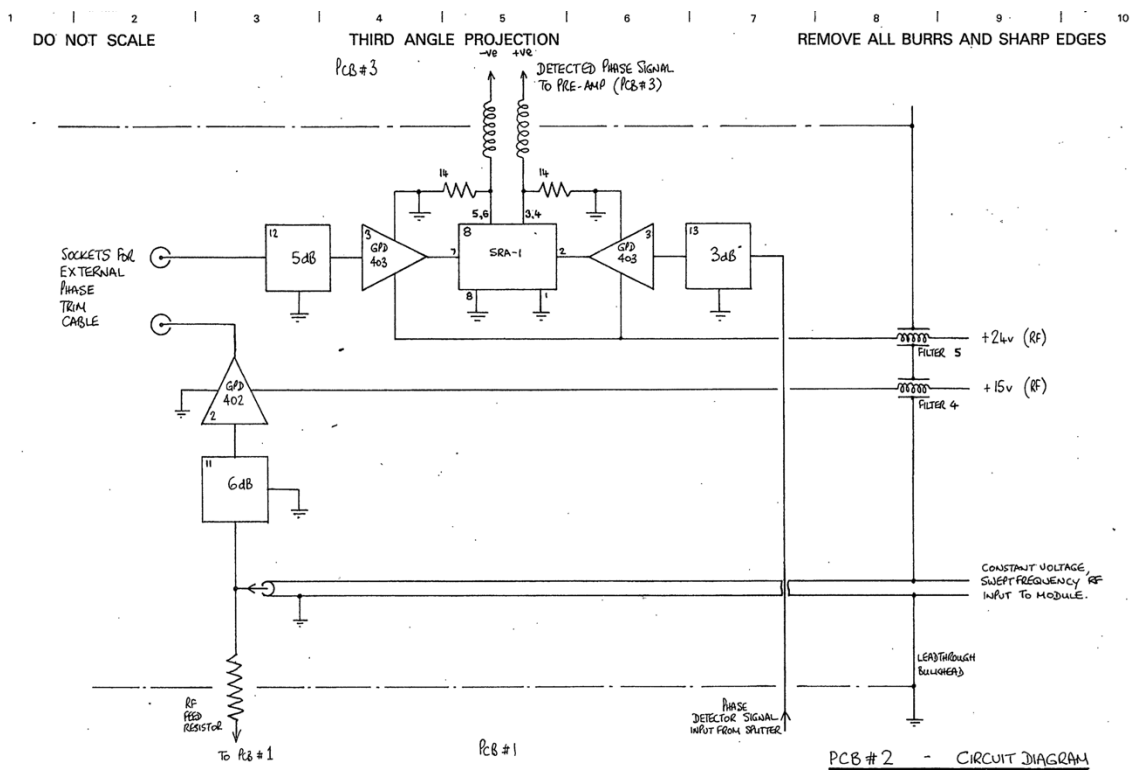 1 2 3 4 5 6 7 8 9 10
DO NOT SCALE
THIRD ANGLE PROJECTION
REMOVE ALL BURRS AND SHARP EDGES
PCB#3
-ve
+ve
DETECTED PHASE SIGNAL
TO PRE-AMP (PCB#3)
14
14
5,6
3,4
12
5dB
3
GPD
403
7
8
SRA-1
8
1
2
3
GPD
403
13
3dB
SOCKETS FOR
EXTERNAL
PHASE
TRIM
CABLE
+24v (RF)
FILTER 5
GPD
402
2
+15v (RF)
FILTER 4
11
6dB
CONSTANT VOLTAGE,
SWEPT FREQUENCY RF
INPUT TO MODULE.
LEADTHROUGH
BULKHEAD
RF
FEED
RESISTOR
TO PCB#1
PCB#1
PHASE
DETECTOR SIGNAL
INPUT FROM SPLITTER
PCB#2 - CIRCUIT DIAGRAM